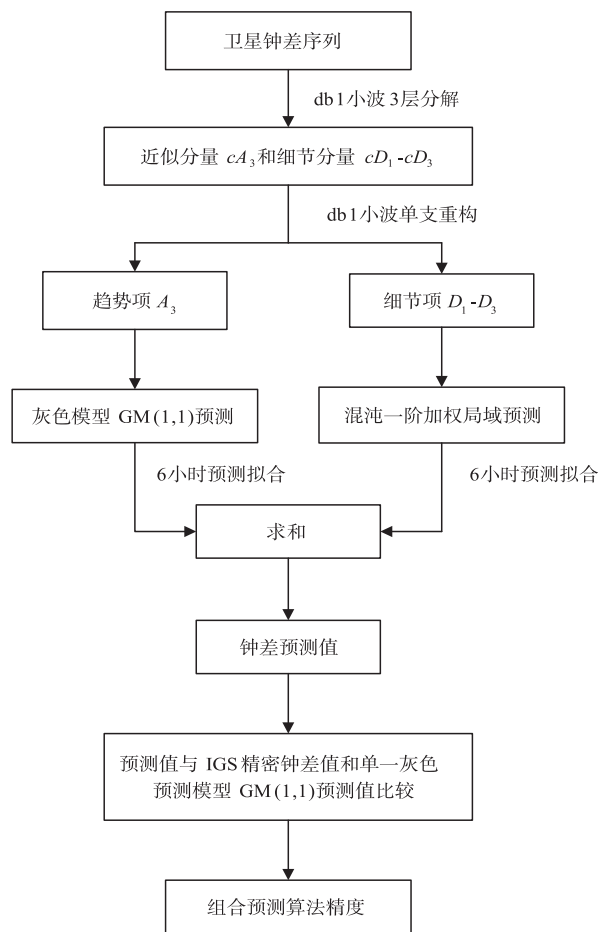 卫星钟差序列
db1小波3层分解
近似分量 cA₃和细节分量 cD₁-cD₃
db1小波单支重构
趋势项 A₃
细节项 D₁-D₃
灰色模型 GM(1,1)预测
混沌一阶加权局域预测
6小时预测拟合
6小时预测拟合
求和
钟差预测值
预测值与 IGS精密钟差值和单一灰色
预测模型 GM(1,1)预测值比较
组合预测算法精度